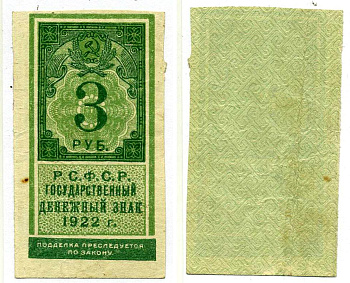 3
РУБ.
Р.С.Ф.С.Р.
ГОСУДАРСТВЕННЫЙ
ДЕНЕЖНЫЙ ЗНАК
1922 г.
ПОДДЕЛКА ПРЕСЛЕДУЕТСЯ
ПО ЗАКОНУ.